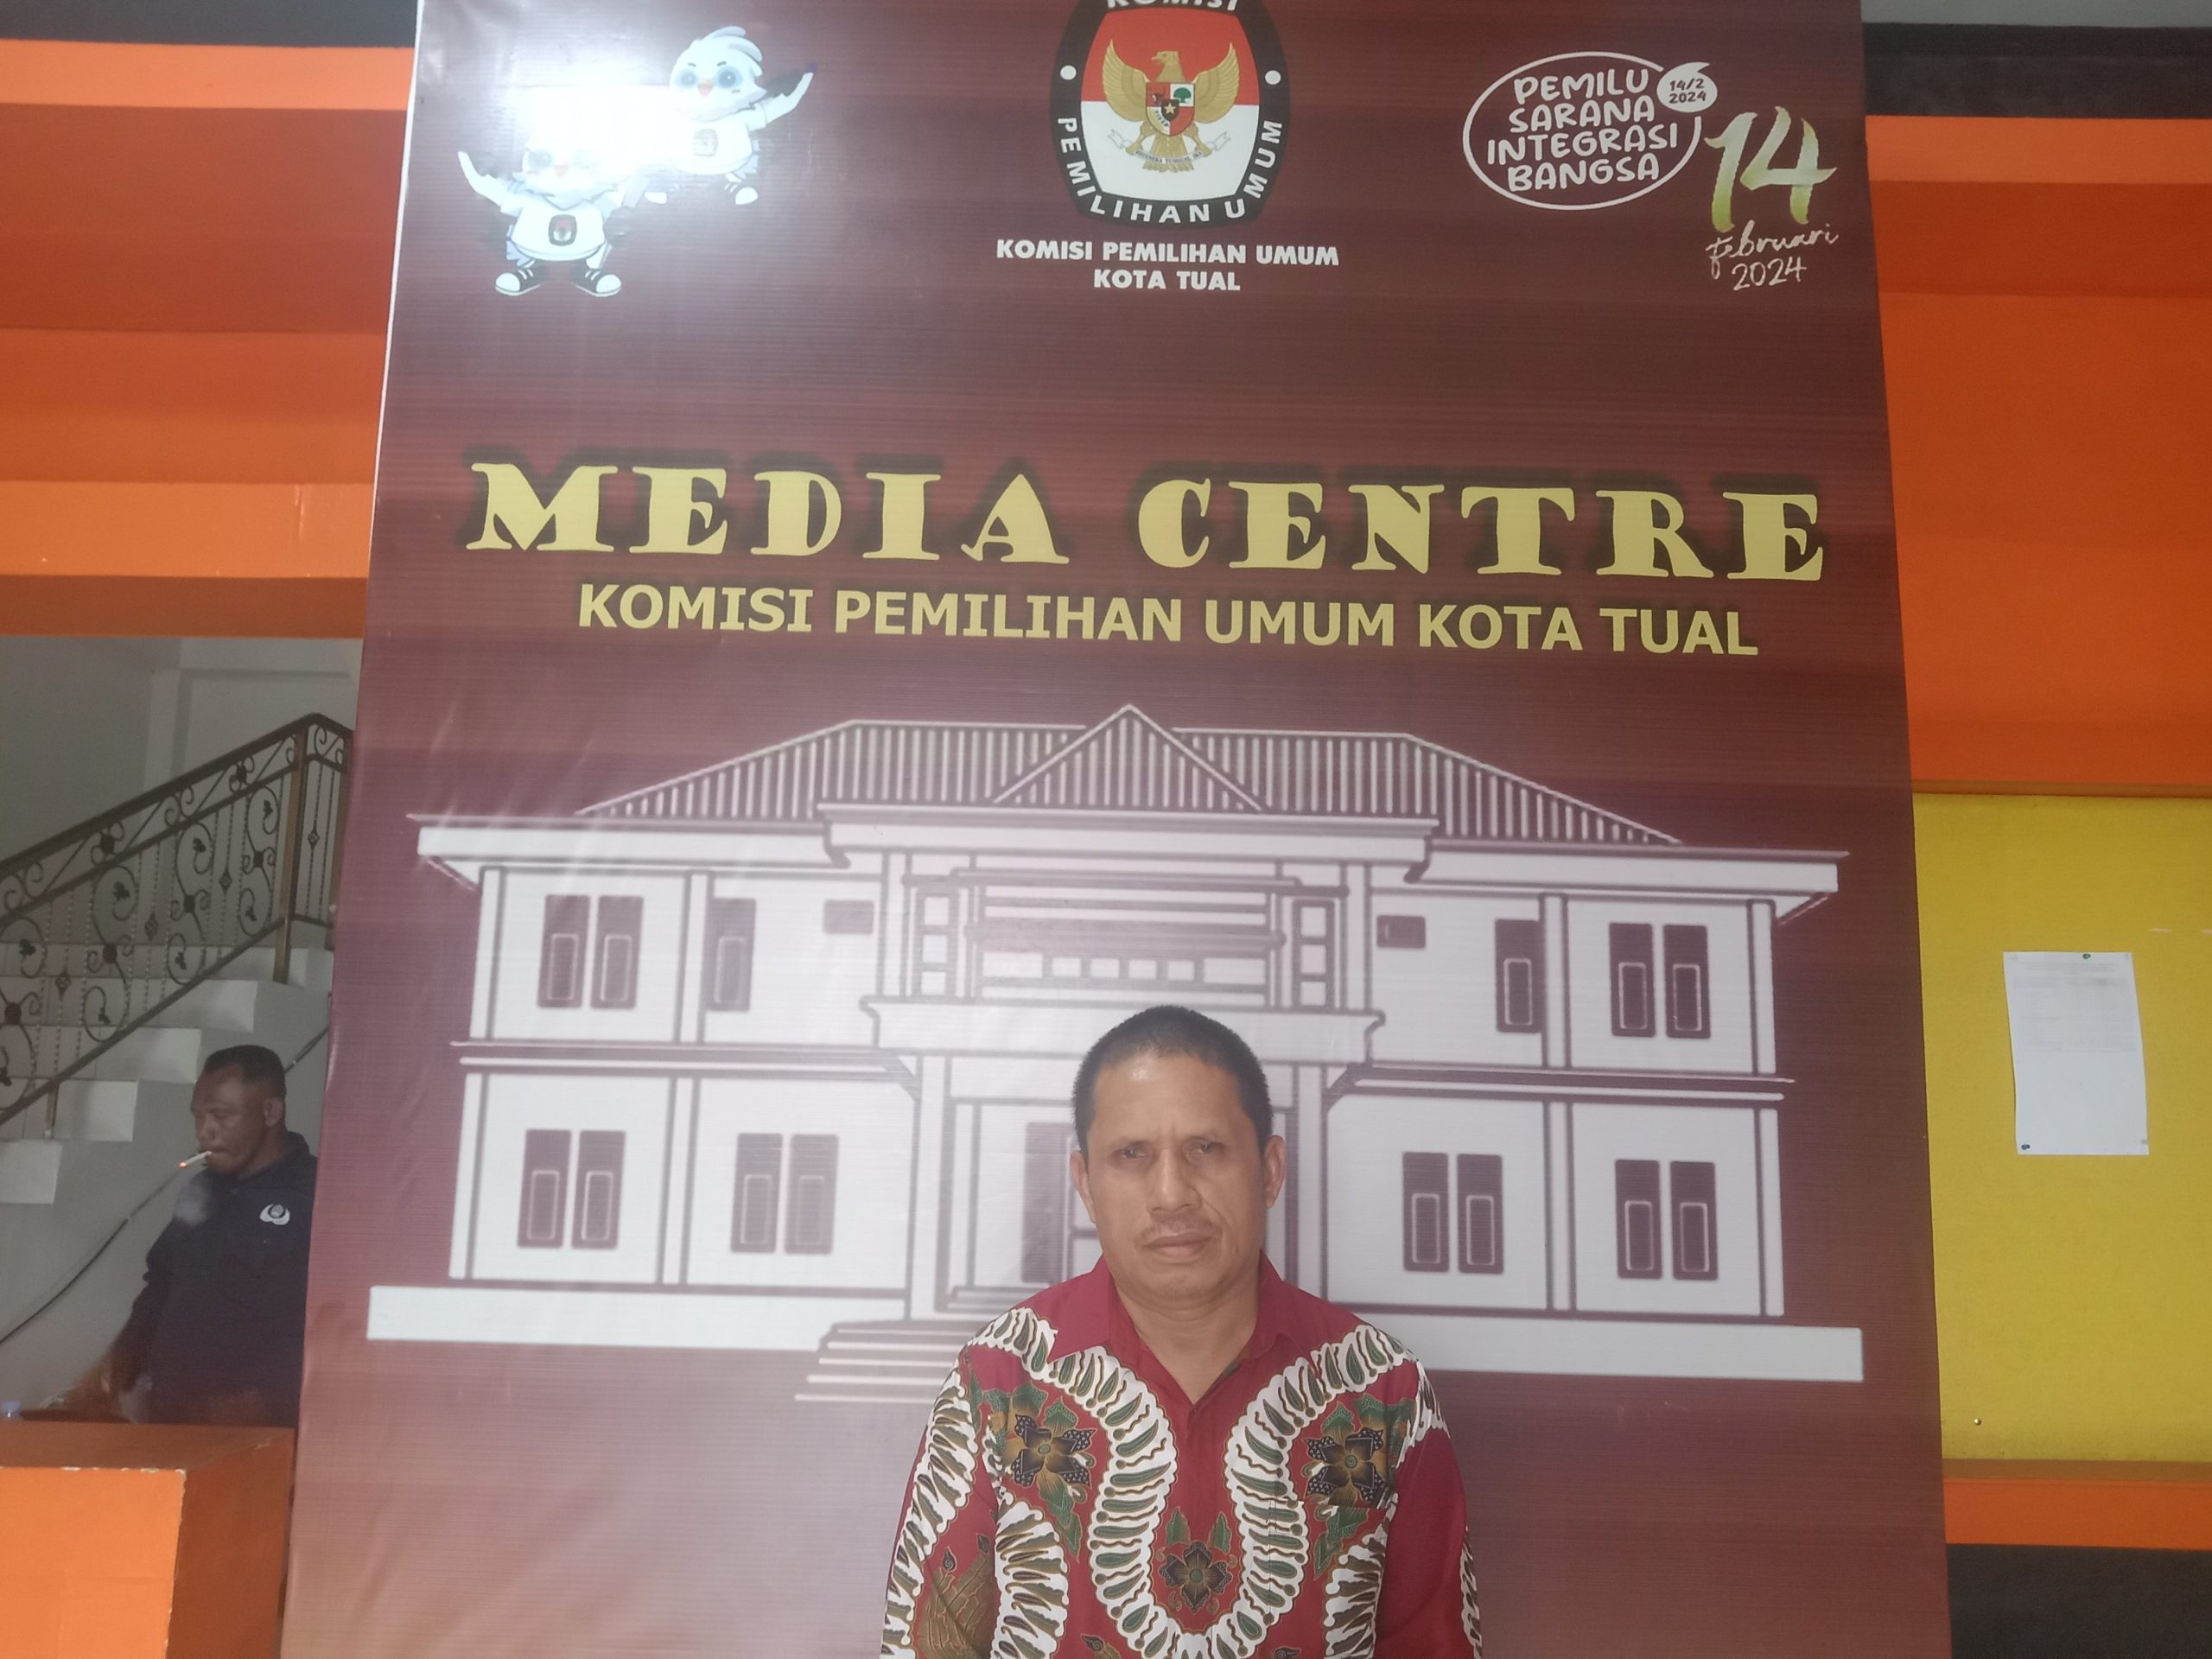 KOMISI
PEMILIHAN UMUM
KOMISI PEMILIHAN UMUM
KOTA TUAL
PEMILU
SARANA
INTEGRASI
BANGSA
14/2
2024
14
Februari
2024
MEDIA CENTRE
KOMISI PEMILIHAN UMUM KOTA TUAL